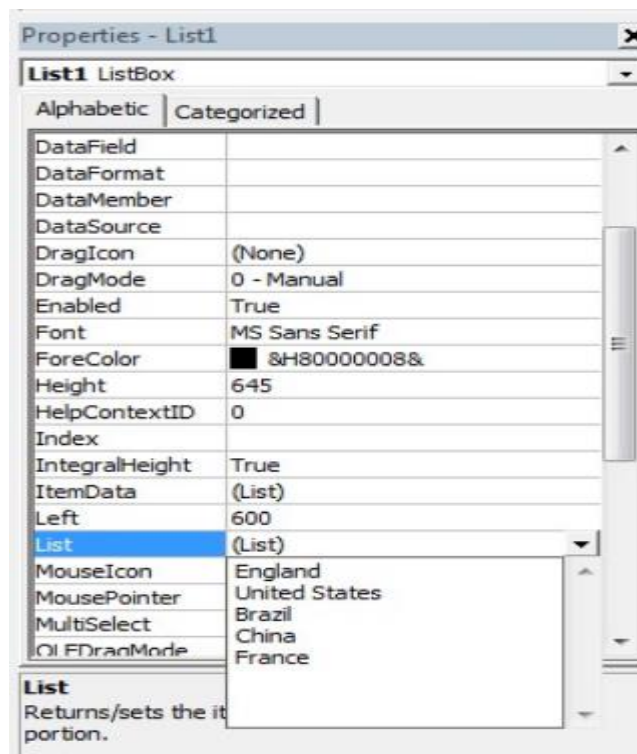 Properties - List1
List1 ListBox
Alphabetic Categorized
DataField
DataFormat
DataMember
DataSource
DragIcon (None)
DragMode 0 - Manual
Enabled True
Font MS Sans Serif
ForeColor &H80000008&
Height 645
HelpContextID 0
Index
IntegralHeight True
ItemData (List)
Left 600
List (List)
MouseIcon England
MousePointer United States
Brazil
MultiSelect China
OLEDragMode France
List
Returns/sets the it
portion.